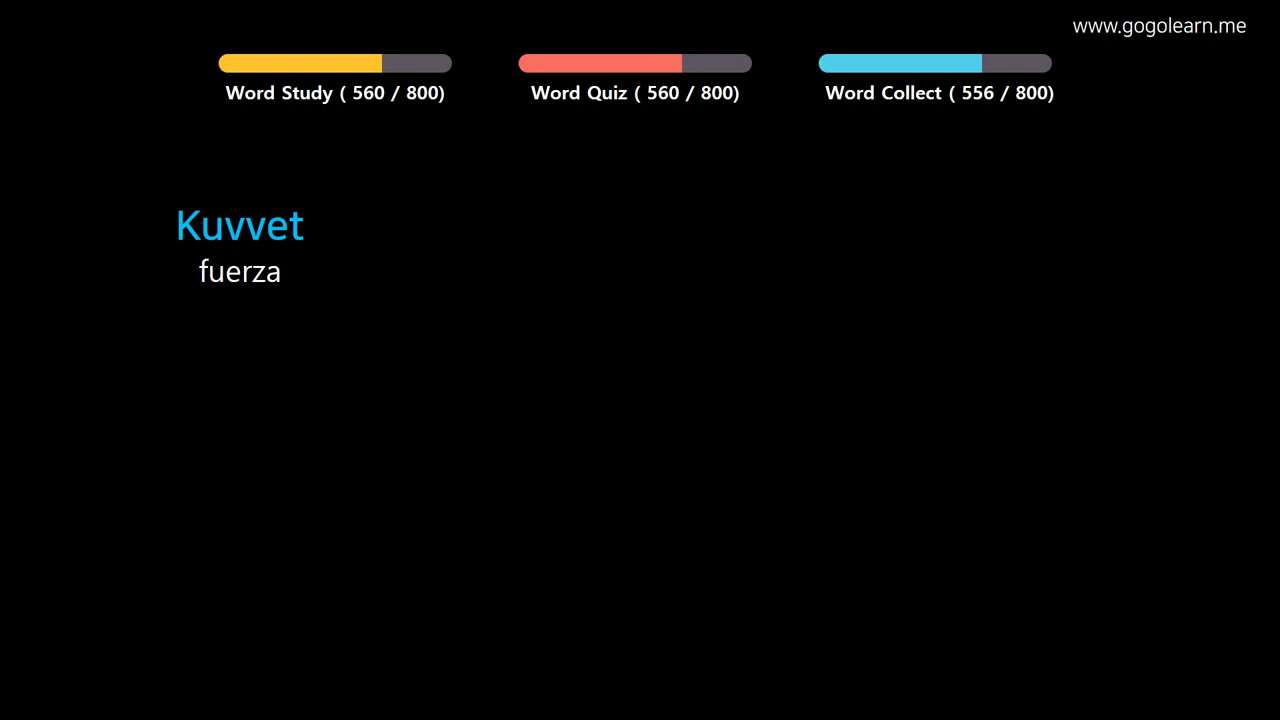 www.gogolearn.me
Word Study ( 560 / 800)
Word Quiz ( 560 / 800)
Word Collect ( 556 / 800)
Kuvvet
fuerza